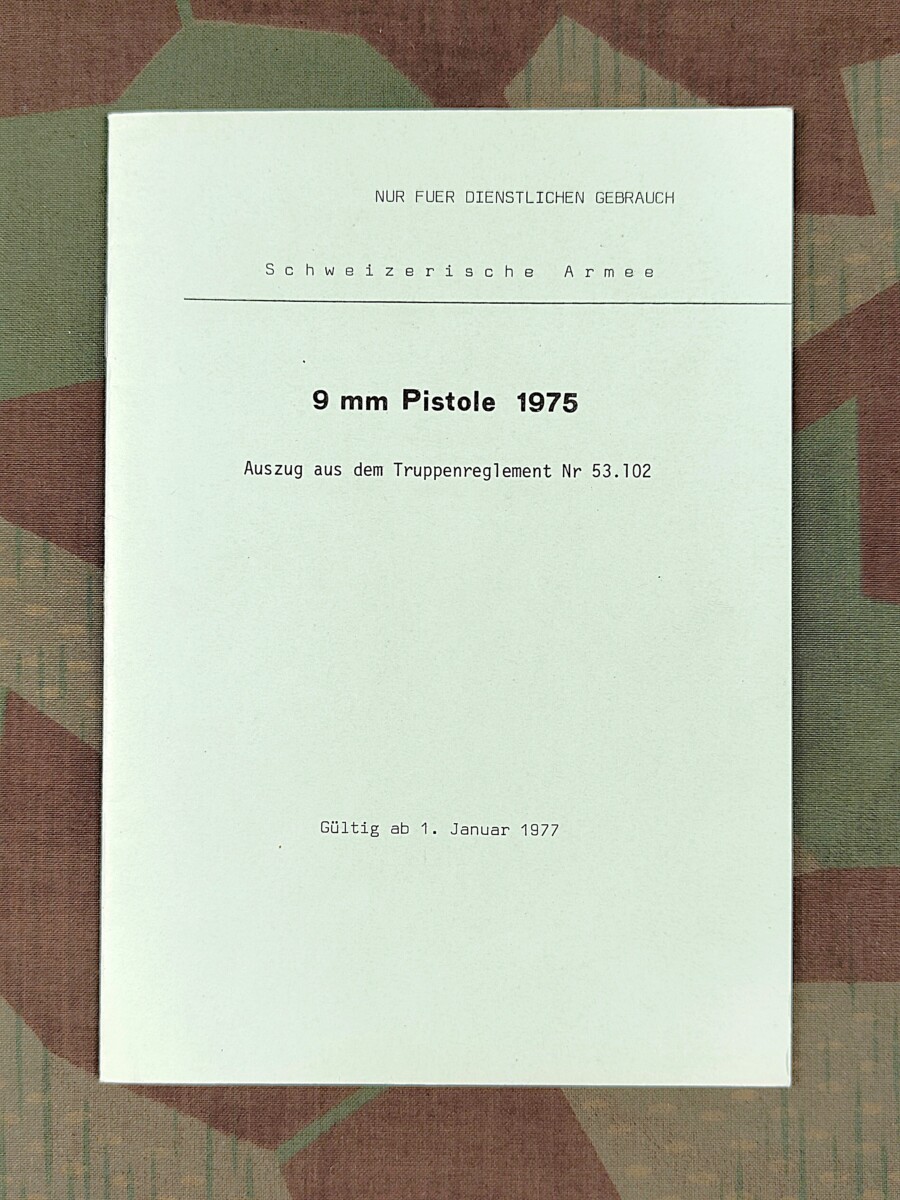 NUR FUER DIENSTLICHEN GEBRAUCH
Schweizerische Armee
9 mm Pistole 1975
Auszug aus dem Truppenreglement Nr 53.102
Gültig ab 1. Januar 1977